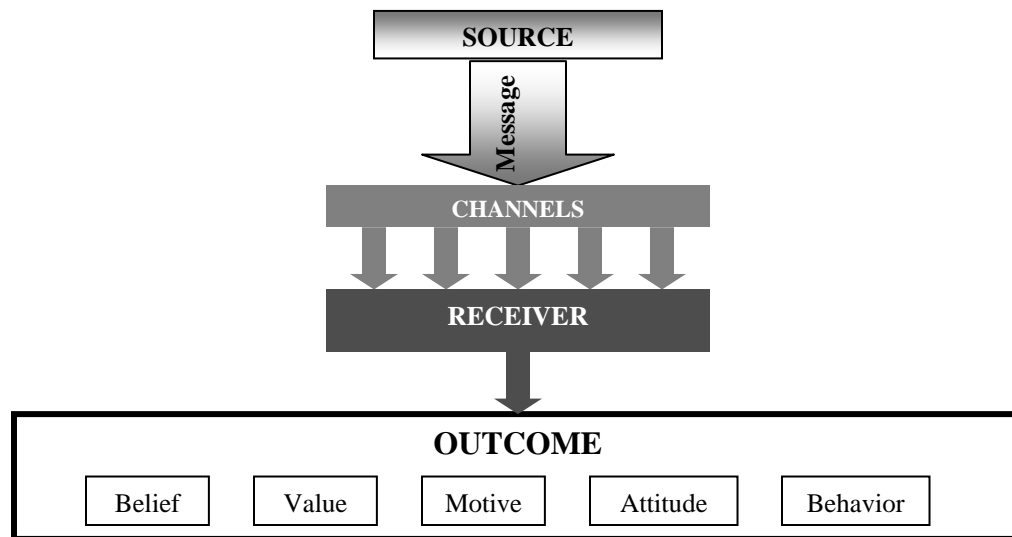 SOURCE
Message
CHANNELS
RECEIVER
OUTCOME
Belief Value Motive Attitude Behavior